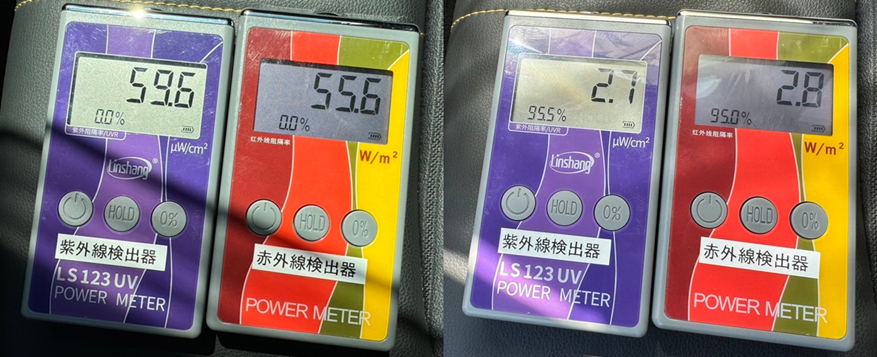 59.6
0.0%
紫外阻隔率/UVR
μW/cm²
Linshang®
HOLD
0%
紫外線検出器
LS123 UV
POWER METER
55.6
0.0%
红外线阻隔率
W/m²
HOLD
0%
赤外線検出器
POWER METER
2.7
95.5%
紫外阻隔率/UVR
μW/cm²
Linshang®
HOLD
0%
紫外線検出器
LS123 UV
POWER METER
2.8
95.0%
红外线阻隔率
W/m²
HOLD
0%
赤外線検出器
POWER METER